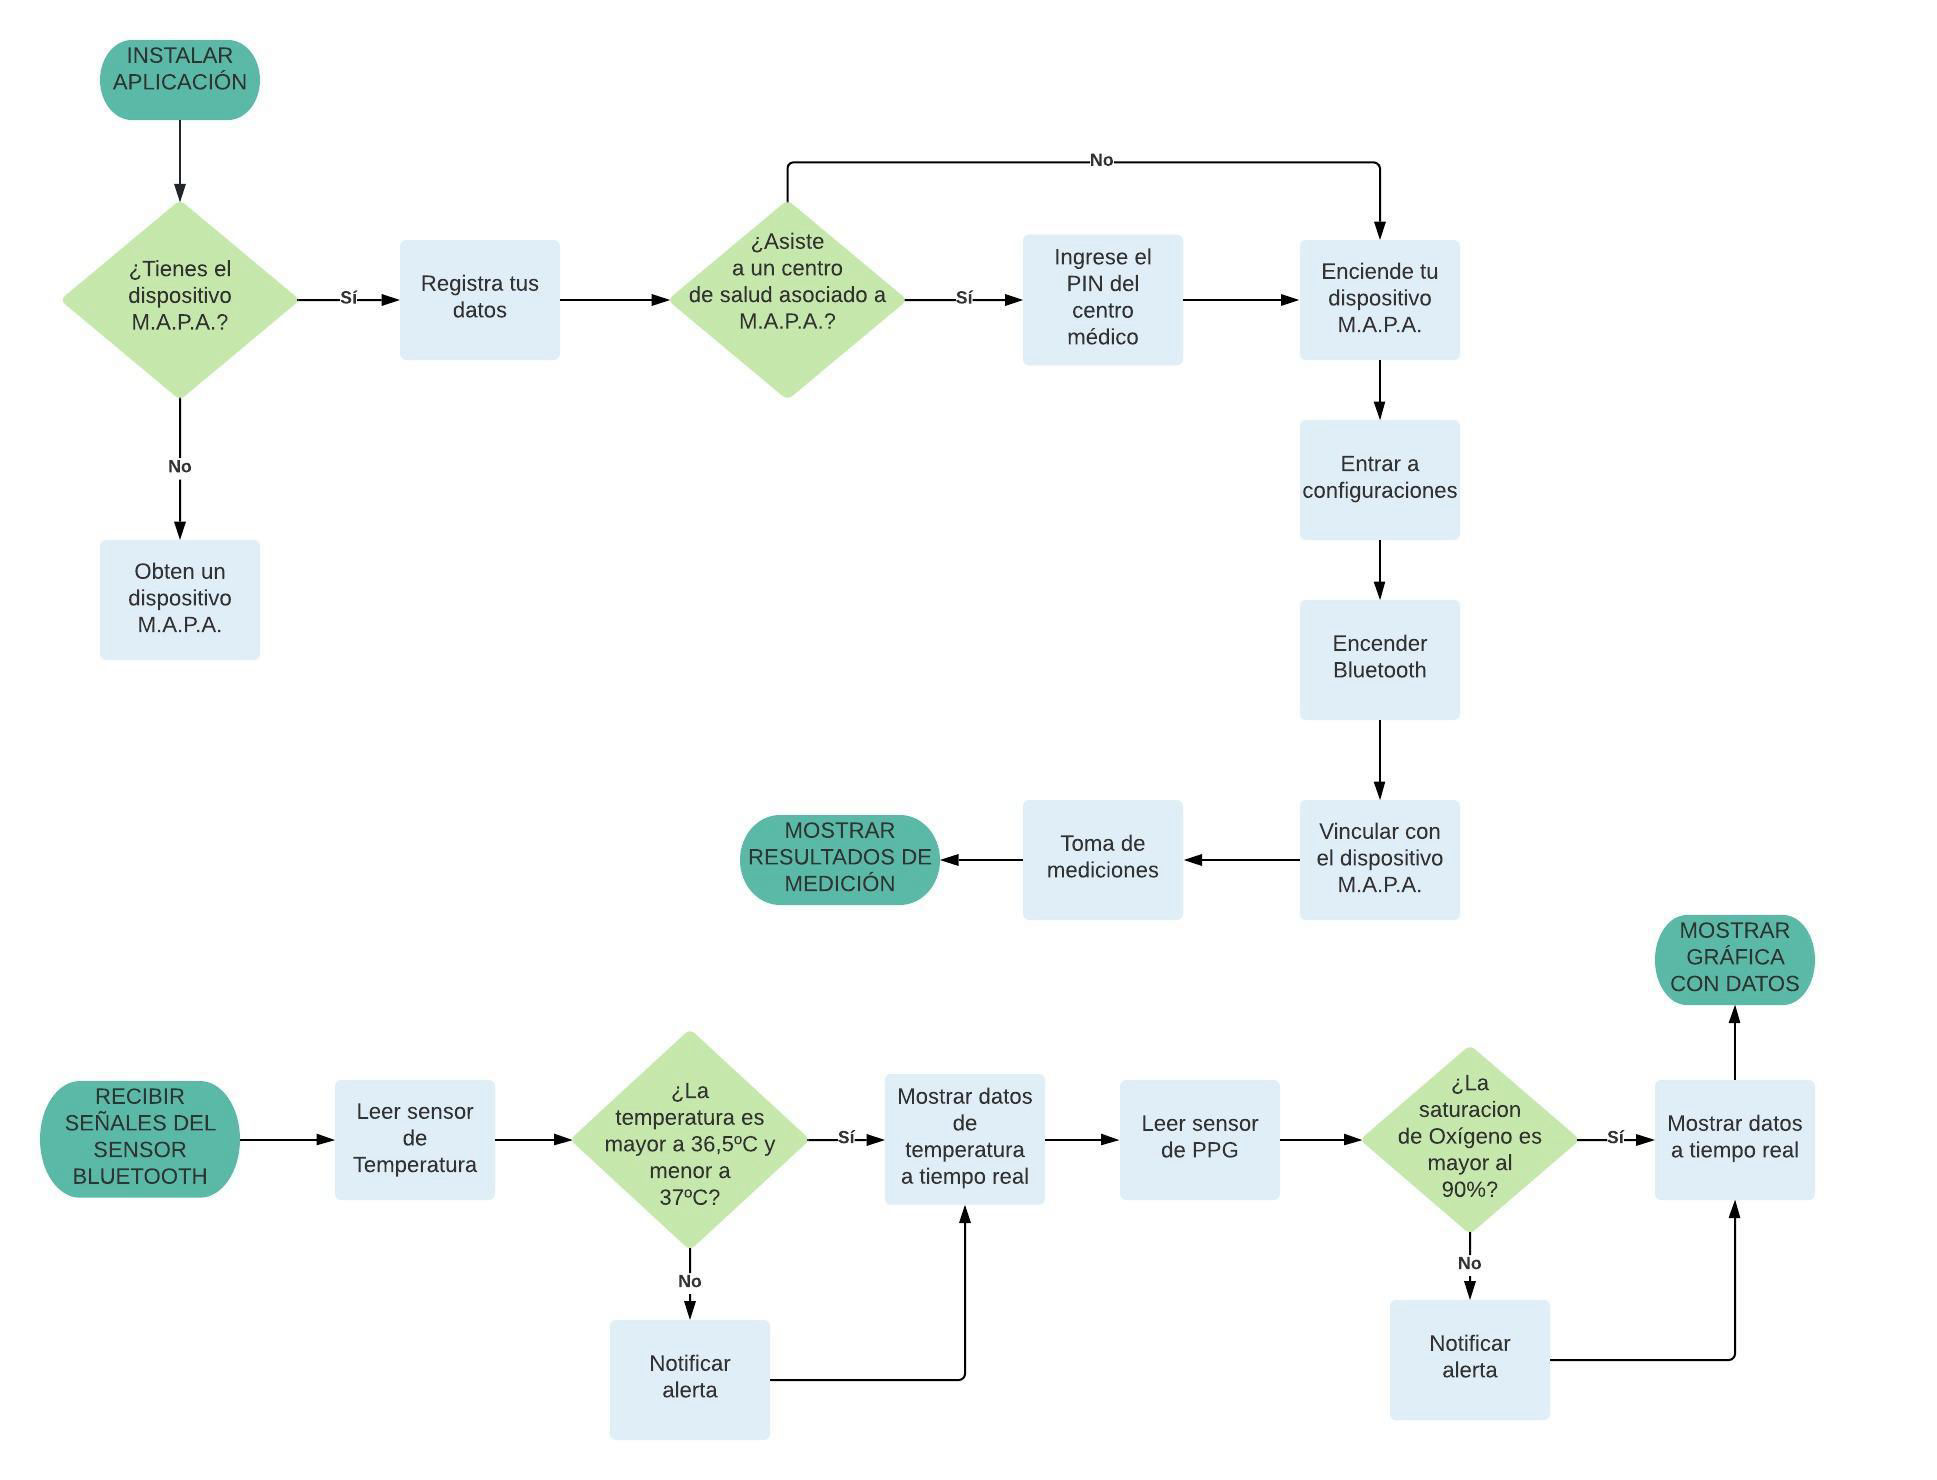 INSTALAR
APLICACIÓN
¿Tienes el
dispositivo
M.A.P.A.?
Sí
No
Obten un
dispositivo
M.A.P.A.
Registra tus
datos
¿Asiste
a un centro
de salud asociado a
M.A.P.A.?
No
Sí
Ingrese el
PIN del
centro
médico
Enciende tu
dispositivo
M.A.P.A.
Entrar a
configuraciones
Encender
Bluetooth
Vincular con
el dispositivo
M.A.P.A.
Toma de
mediciones
MOSTRAR
RESULTADOS DE
MEDICIÓN
RECIBIR
SEÑALES DEL
SENSOR
BLUETOOTH
Leer sensor
de
Temperatura
¿La
temperatura es
mayor a 36,5ºC y
menor a
37ºC?
Sí
No
Notificar
alerta
Mostrar datos
de
temperatura
a tiempo real
Leer sensor
de PPG
¿La
saturacion
de Oxígeno es
mayor al
90%?
Sí
No
Notificar
alerta
Mostrar datos
a tiempo real
MOSTRAR
GRÁFICA
CON DATOS